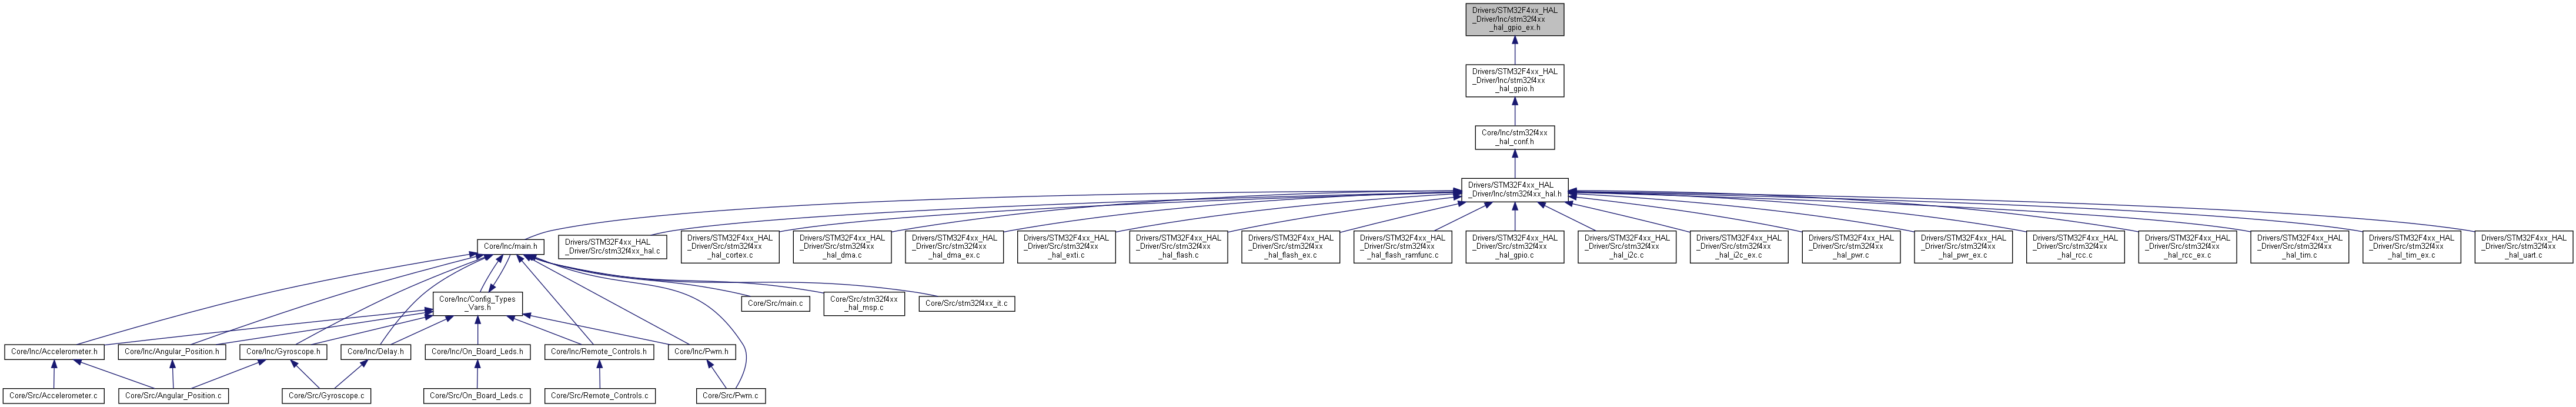 Drivers/STM32F4xx_HAL
_Driver/Inc/stm32f4xx
_hal_gpio_ex.h
Drivers/STM32F4xx_HAL
_Driver/Inc/stm32f4xx
_hal_gpio.h
Core/Inc/stm32f4xx
_hal_conf.h
Drivers/STM32F4xx_HAL
_Driver/Inc/stm32f4xx_hal.h
Core/Inc/main.h
Drivers/STM32F4xx_HAL
_Driver/Src/stm32f4xx_hal.c
Drivers/STM32F4xx_HAL
_Driver/Src/stm32f4xx
_hal_cortex.c
Drivers/STM32F4xx_HAL
_Driver/Src/stm32f4xx
_hal_dma.c
Drivers/STM32F4xx_HAL
_Driver/Src/stm32f4xx
_hal_dma_ex.c
Drivers/STM32F4xx_HAL
_Driver/Src/stm32f4xx
_hal_exti.c
Drivers/STM32F4xx_HAL
_Driver/Src/stm32f4xx
_hal_flash.c
Drivers/STM32F4xx_HAL
_Driver/Src/stm32f4xx
_hal_flash_ex.c
Drivers/STM32F4xx_HAL
_Driver/Src/stm32f4xx
_hal_flash_ramfunc.c
Drivers/STM32F4xx_HAL
_Driver/Src/stm32f4xx
_hal_gpio.c
Drivers/STM32F4xx_HAL
_Driver/Src/stm32f4xx
_hal_i2c.c
Drivers/STM32F4xx_HAL
_Driver/Src/stm32f4xx
_hal_i2c_ex.c
Drivers/STM32F4xx_HAL
_Driver/Src/stm32f4xx
_hal_pwr.c
Drivers/STM32F4xx_HAL
_Driver/Src/stm32f4xx
_hal_pwr_ex.c
Drivers/STM32F4xx_HAL
_Driver/Src/stm32f4xx
_hal_rcc.c
Drivers/STM32F4xx_HAL
_Driver/Src/stm32f4xx
_hal_rcc_ex.c
Drivers/STM32F4xx_HAL
_Driver/Src/stm32f4xx
_hal_tim.c
Drivers/STM32F4xx_HAL
_Driver/Src/stm32f4xx
_hal_tim_ex.c
Drivers/STM32F4xx_HAL
_Driver/Src/stm32f4xx
_hal_uart.c
Core/Inc/Config_Types
_Vars.h
Core/Src/main.c
Core/Src/stm32f4xx
_hal_msp.c
Core/Src/stm32f4xx_it.c
Core/Inc/Accelerometer.h
Core/Inc/Angular_Position.h
Core/Inc/Gyroscope.h
Core/Inc/Delay.h
Core/Inc/On_Board_Leds.h
Core/Inc/Remote_Controls.h
Core/Inc/Pwm.h
Core/Src/Accelerometer.c
Core/Src/Angular_Position.c
Core/Src/Gyroscope.c
Core/Src/On_Board_Leds.c
Core/Src/Remote_Controls.c
Core/Src/Pwm.c